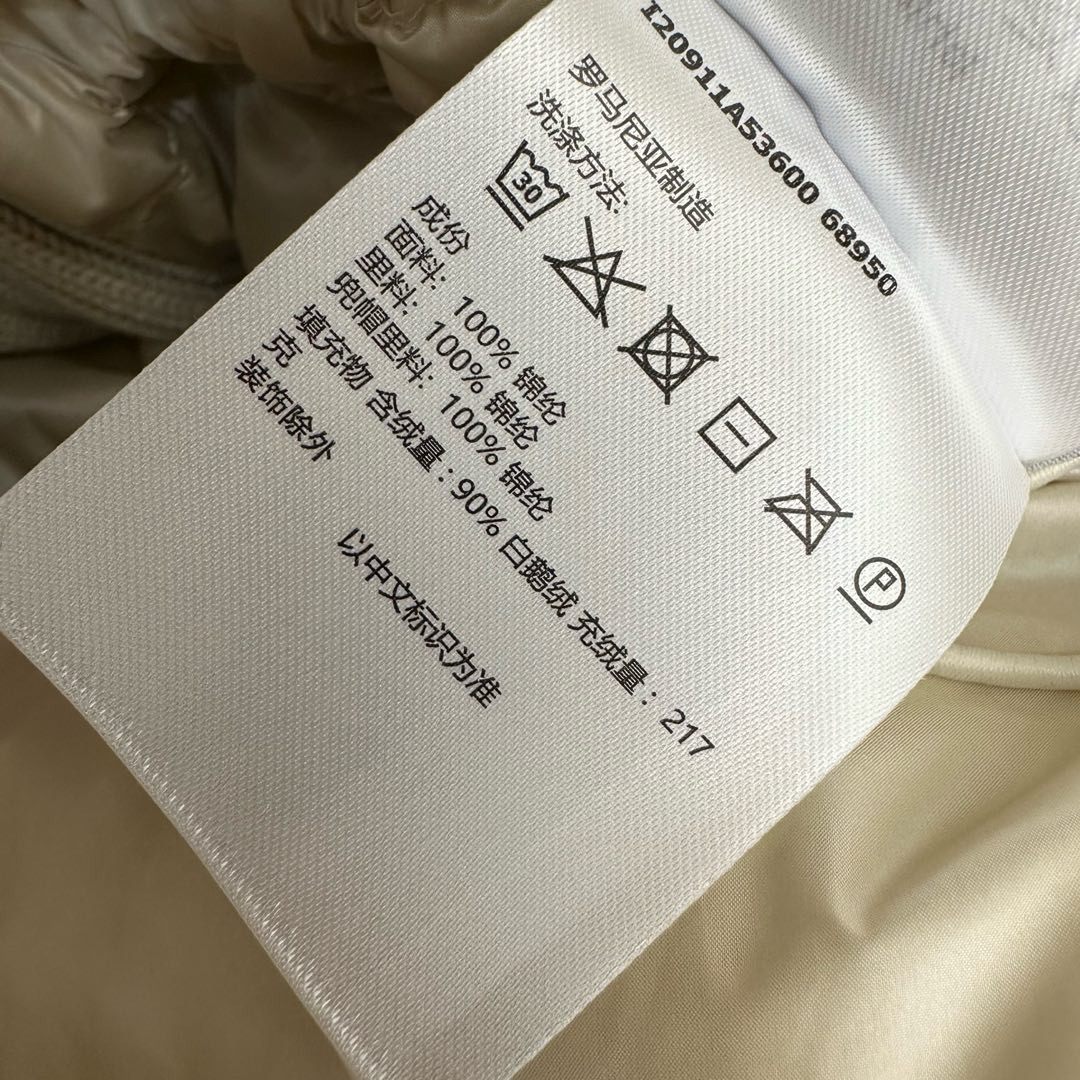 I20911A53600 68950
罗马尼亚制造
洗涤方法:
30
P
成份
面料: 100% 锦纶
里料: 100% 锦纶
兜帽里料: 100% 锦纶
填充物 含绒量：90% 白鹅绒 充绒量：217
克
装饰除外
以中文标识为准